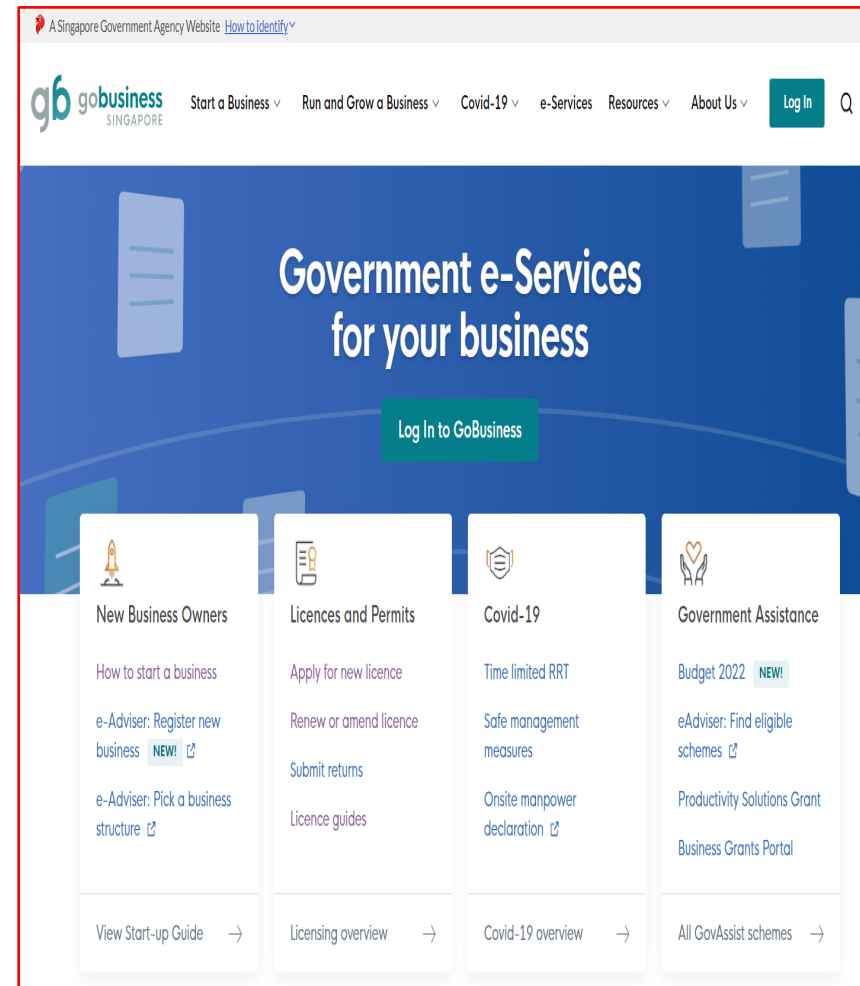 A Singapore Government Agency Website How to identify
gobusiness
SINGAPORE
Start a Business Run and Grow a Business Covid-19 e-Services Resources About Us Log In
Government e-Services
for your business
Log In to GoBusiness
New Business Owners
How to start a business
e-Adviser: Register new
business NEW!
e-Adviser: Pick a business
structure
View Start-up Guide
Licences and Permits
Apply for new licence
Renew or amend licence
Submit returns
Licence guides
Licensing overview
Covid-19
Time limited RRT
Safe management
measures
Onsite manpower
declaration
Covid-19 overview
Government Assistance
Budget 2022 NEW!
eAdviser: Find eligible
schemes
Productivity Solutions Grant
Business Grants Portal
All GovAssist schemes